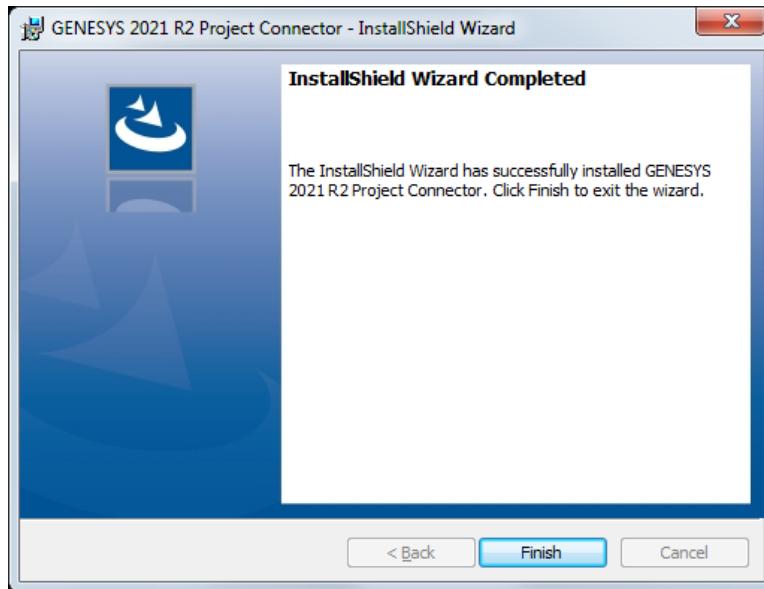 GENESYS 2021 R2 Project Connector - InstallShield Wizard
InstallShield Wizard Completed
The InstallShield Wizard has successfully installed GENESYS
2021 R2 Project Connector. Click Finish to exit the wizard.
< Back
Finish
Cancel